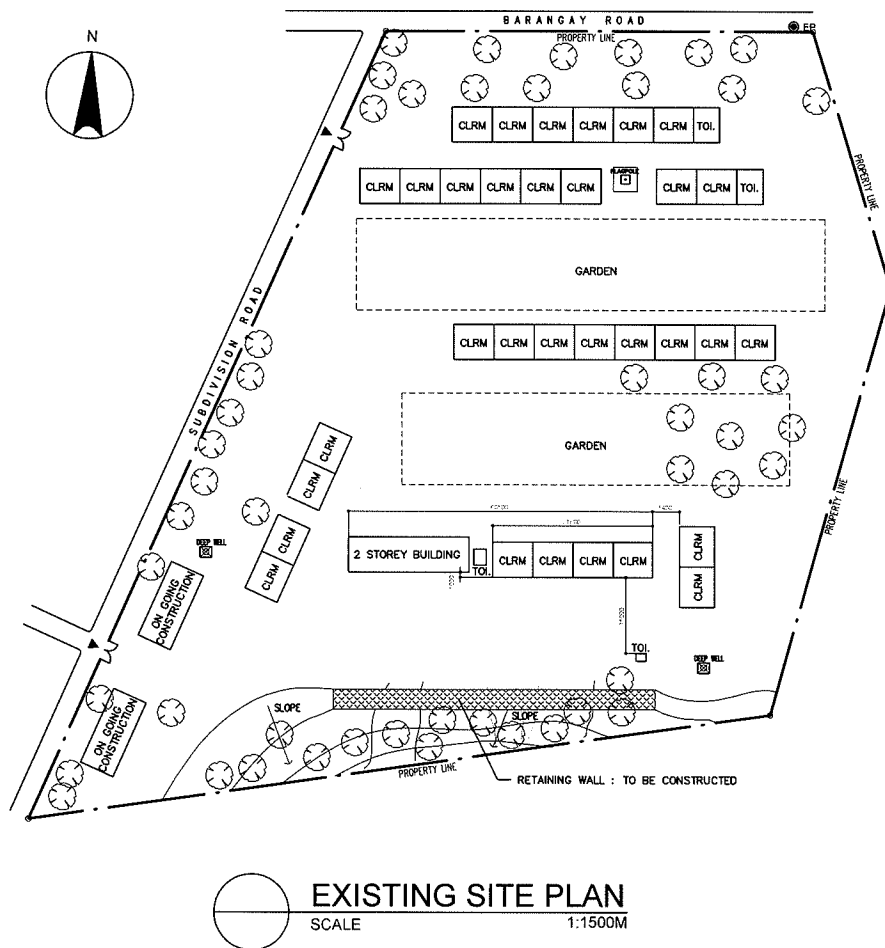 BARANGAY ROAD
PROPERTY LINE
N
CLRM CLRM CLRM CLRM CLRM CLRM TOI.
FLAGPOLE
CLRM CLRM CLRM CLRM CLRM CLRM
CLRM CLRM TOI.
PROPERTY LINE
GARDEN
SUBDIVISION ROAD
CLRM CLRM CLRM CLRM CLRM CLRM CLRM CLRM
GARDEN
CLRM
CLRM
PROPERTY LINE
CLRM
CLRM
DEEP WELL
2 STOREY BUILDING
TOI.
CLRM CLRM CLRM CLRM
CLRM
CLRM
ON GOING
CONSTRUCTION
TOI.
DEEP WELL
ON GOING
CONSTRUCTION
SLOPE
SLOPE
PROPERTY LINE
RETAINING WALL : TO BE CONSTRUCTED
EXISTING SITE PLAN
SCALE 1:1500M